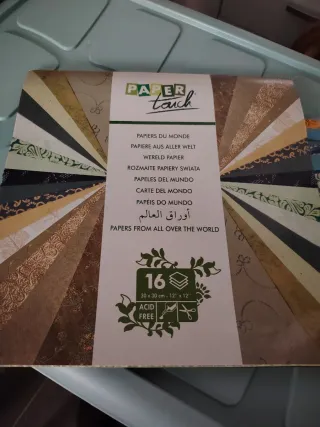 PAPER
touch
PAPIERS DU MONDE
PAPIERE AUS ALLER WELT
WERELD PAPIER
ROZMAITE PAPIERY SWIATA
PAPELES DEL MUNDO
CARTE DEL MONDO
PAPÉIS DO MUNDO
أوراق العالم
PAPERS FROM ALL OVER THE WORLD
16
30 x 30 cm - 12" x 12"
ACID
FREE